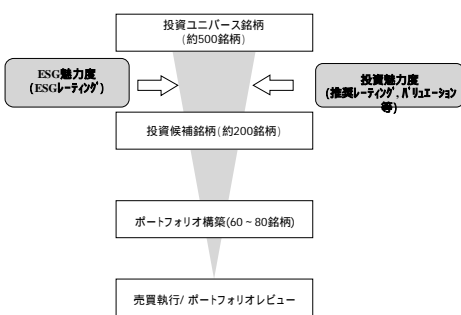 投資ユニバース銘柄
(約500銘柄)
ESG魅力度
(ESGレーティング)
投資魅力度
(推奨レーティング, バリュエーション
等)
投資候補銘柄(約200銘柄)
ポートフォリオ構築(60～80銘柄)
売買執行/ポートフォリオレビュー